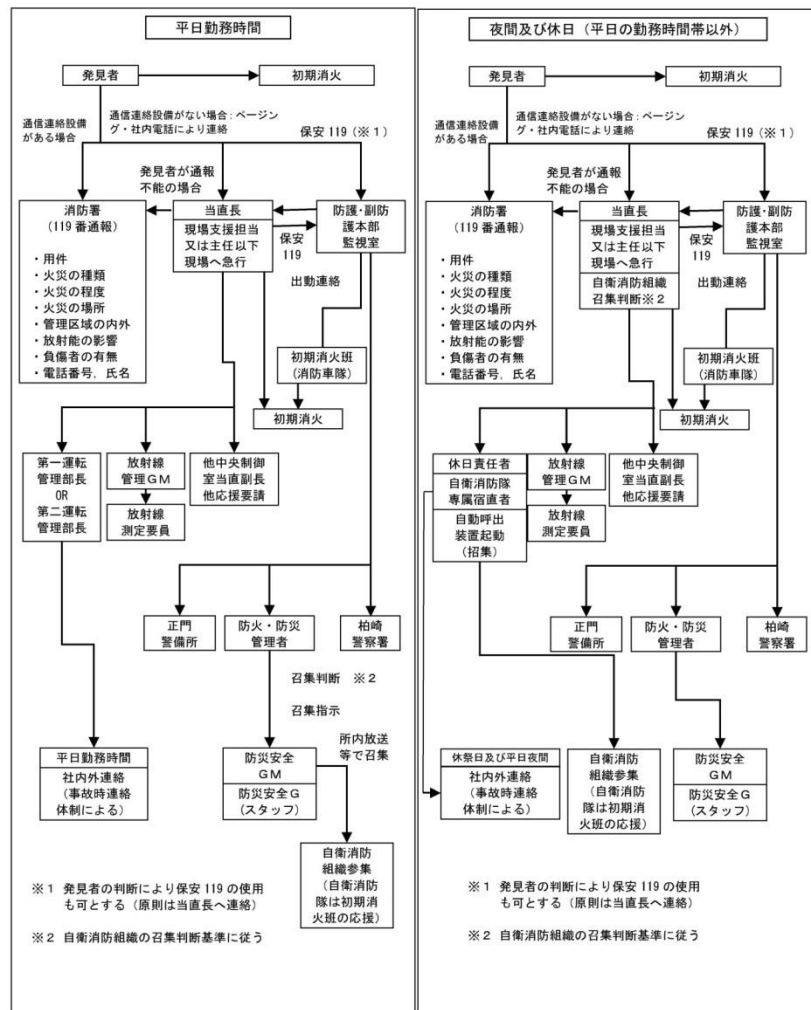 平日勤務時間
発見者
初期消火
通信連絡設備
がある場合
通信連絡設備がない場合：ページン
グ・社内電話により連絡
保安 119（※１）
発見者が通報
不能の場合
消防署
(119 番通報)
・用件
・火災の種類
・火災の程度
・火災の場所
・管理区域の内外
・放射能の影響
・負傷者の有無
・電話番号，氏名
当直長
現場支援担当
又は主任以下
現場へ急行
保安
119
防護・副防
護本部
監視室
出動連絡
初期消火班
(消防車隊)
初期消火
第一運転
管理部長
OR
第二運転
管理部長
放射線
管理ＧＭ
放射線
測定要員
他中央制御
室当直副長
他応援要請
正門
警備所
防火・防災
管理者
柏崎
警察署
召集判断　※２
召集指示
所内放送
等で召集
平日勤務時間
社内外連絡
(事故時連絡
体制による)
防災安全
GM
防災安全Ｇ
(スタッフ)
自衛消防
組織参集
(自衛消防
隊は初期消
火班の応援)
※１ 発見者の判断により保安 119 の使用
も可とする（原則は当直長へ連絡）
※２ 自衛消防組織の召集判断基準に従う
夜間及び休日（平日の勤務時間帯以外）
発見者
初期消火
通信連絡設備
がある場合
通信連絡設備がない場合：ページン
グ・社内電話により連絡
保安 119（※１）
発見者が通報
不能の場合
消防署
(119 番通報)
・用件
・火災の種類
・火災の程度
・火災の場所
・管理区域の内外
・放射能の影響
・負傷者の有無
・電話番号，氏名
当直長
現場支援担当
又は主任以下
現場へ急行
自衛消防組織
召集判断※２
保安
119
防護・副防
護本部
監視室
出動連絡
初期消火班
(消防車隊)
初期消火
休日責任者
自衛消防隊
専属宿直者
自動呼出
装置起動
(招集)
放射線
管理ＧＭ
放射線
測定要員
他中央制御
室当直副長
他応援要請
正門
警備所
防火・防災
管理者
柏崎
警察署
休祭日及び平日夜間
社内外連絡
(事故時連絡
体制による)
自衛消防
組織参集
(自衛消防
隊は初期消
火班の応援)
防災安全
GM
防災安全Ｇ
(スタッフ)
※１ 発見者の判断により保安 119 の使用
も可とする（原則は当直長へ連絡）
※２ 自衛消防組織の召集判断基準に従う